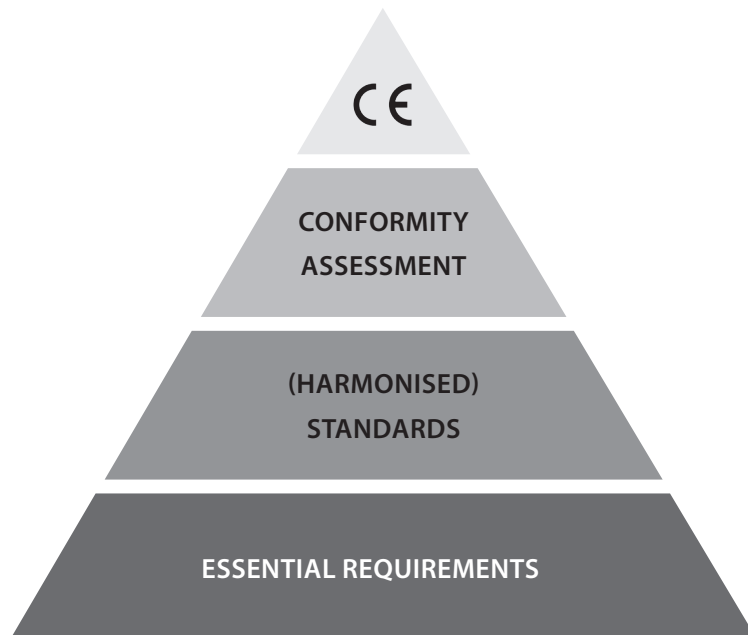 CE
CONFORMITY
ASSESSMENT
(HARMONISED)
STANDARDS
ESSENTIAL REQUIREMENTS